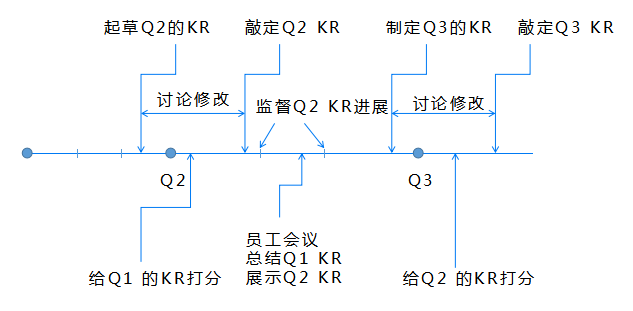 起草Q2的KR
敲定Q2 KR
制定Q3的KR
敲定Q3 KR
讨论修改
监督Q2 KR进展
讨论修改
Q2
Q3
员工会议
总结Q1 KR
展示Q2 KR
给Q1 的KR打分
给Q2 的KR打分